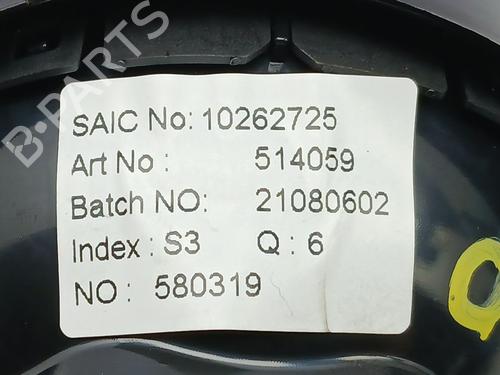 B-PARTS
SAIC No: 10262725
Art No : 514059
Batch NO: 21080602
Index : S3 Q : 6
NO : 580319